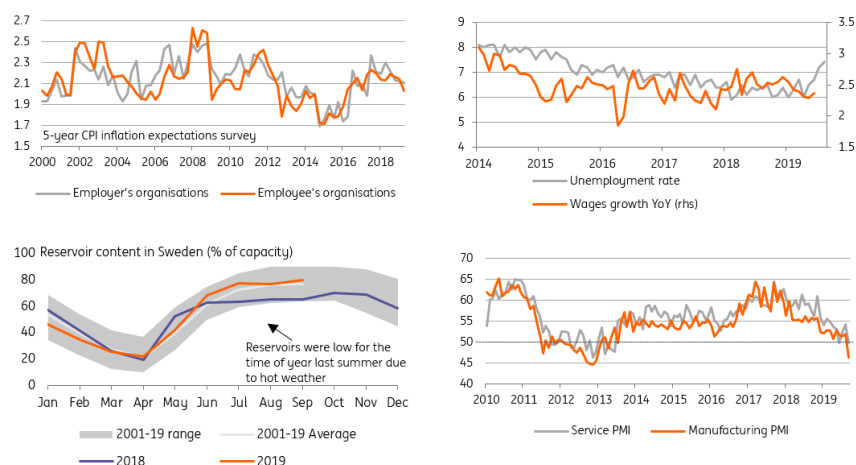 2.7
2.5
2.3
2.1
1.9
1.7
1.5
5-year CPI inflation expectations survey
2000 2002 2004 2006 2008 2010 2012 2014 2016 2018
Employer's organisations Employee's organisations
9
8
7
6
5
4
3.5
3
2.5
2
1.5
1
2014 2015 2016 2017 2018 2019
Unemployment rate
Wages growth YoY (rhs)
100 Reservoir content in Sweden (% of capacity)
80
60
40
20
0
Reservoirs were low for the
time of year last summer due
to hot weather
Jan Feb Mar Apr May Jun Jul Aug Sep Oct Nov Dec
2001-19 range 2001-19 Average
2018 2019
70
65
60
55
50
45
40
2010 2011 2012 2013 2014 2015 2016 2017 2018 2019
Service PMI Manufacturing PMI